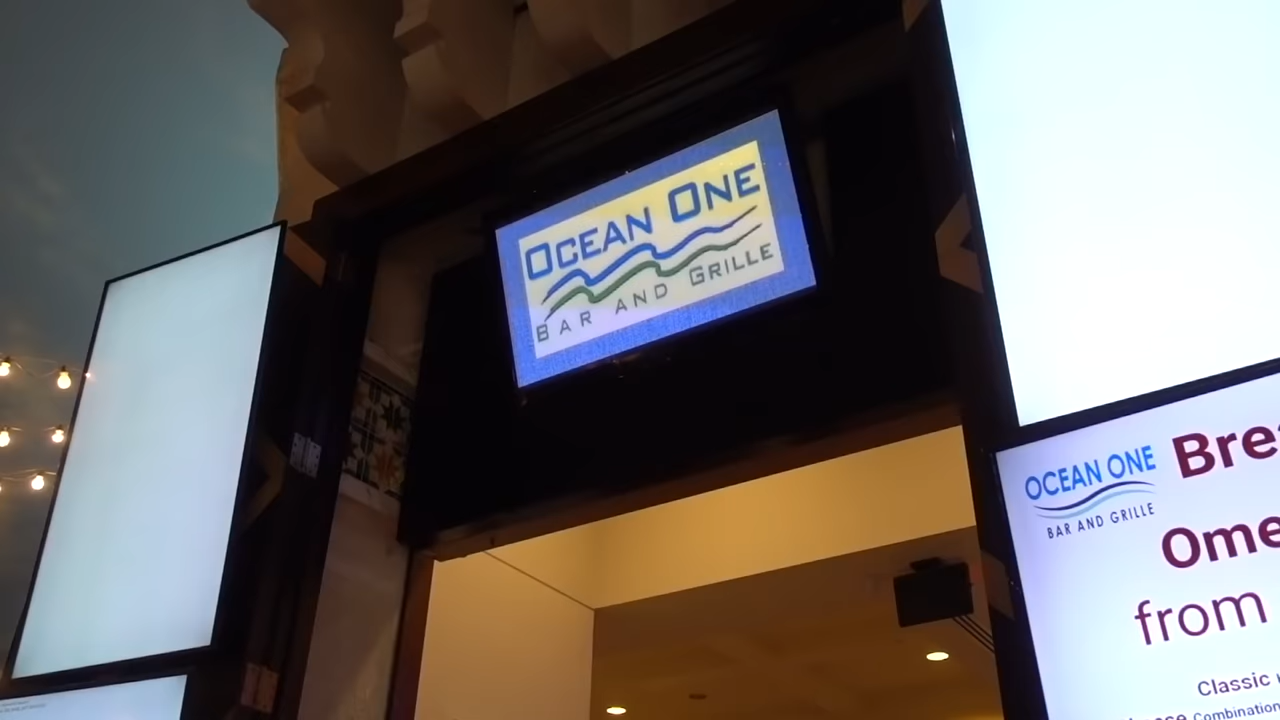 OCEAN ONE
BAR AND GRILLE
OCEAN ONE
BAR AND GRILLE
Bre
Ome
from
Classic
Combination